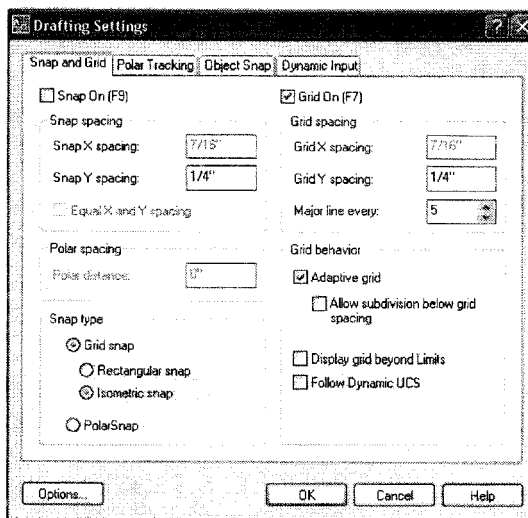 Drafting Settings
Snap and Grid
Polar Tracking
Object Snap
Dynamic Input
Snap On (F9)
Snap spacing
Snap X spacing: 7/16"
Snap Y spacing: 1/4"
Equal X and Y spacing
Polar spacing
Polar distance: 0"
Snap type
Grid snap
Rectangular snap
Isometric snap
PolarSnap
Grid On (F7)
Grid spacing
Grid X spacing: 7/16"
Grid Y spacing: 1/4"
Major line every: 5
Grid behavior
Adaptive grid
Allow subdivision below grid
spacing
Display grid beyond Limits
Follow Dynamic UCS
Options...
OK
Cancel
Help